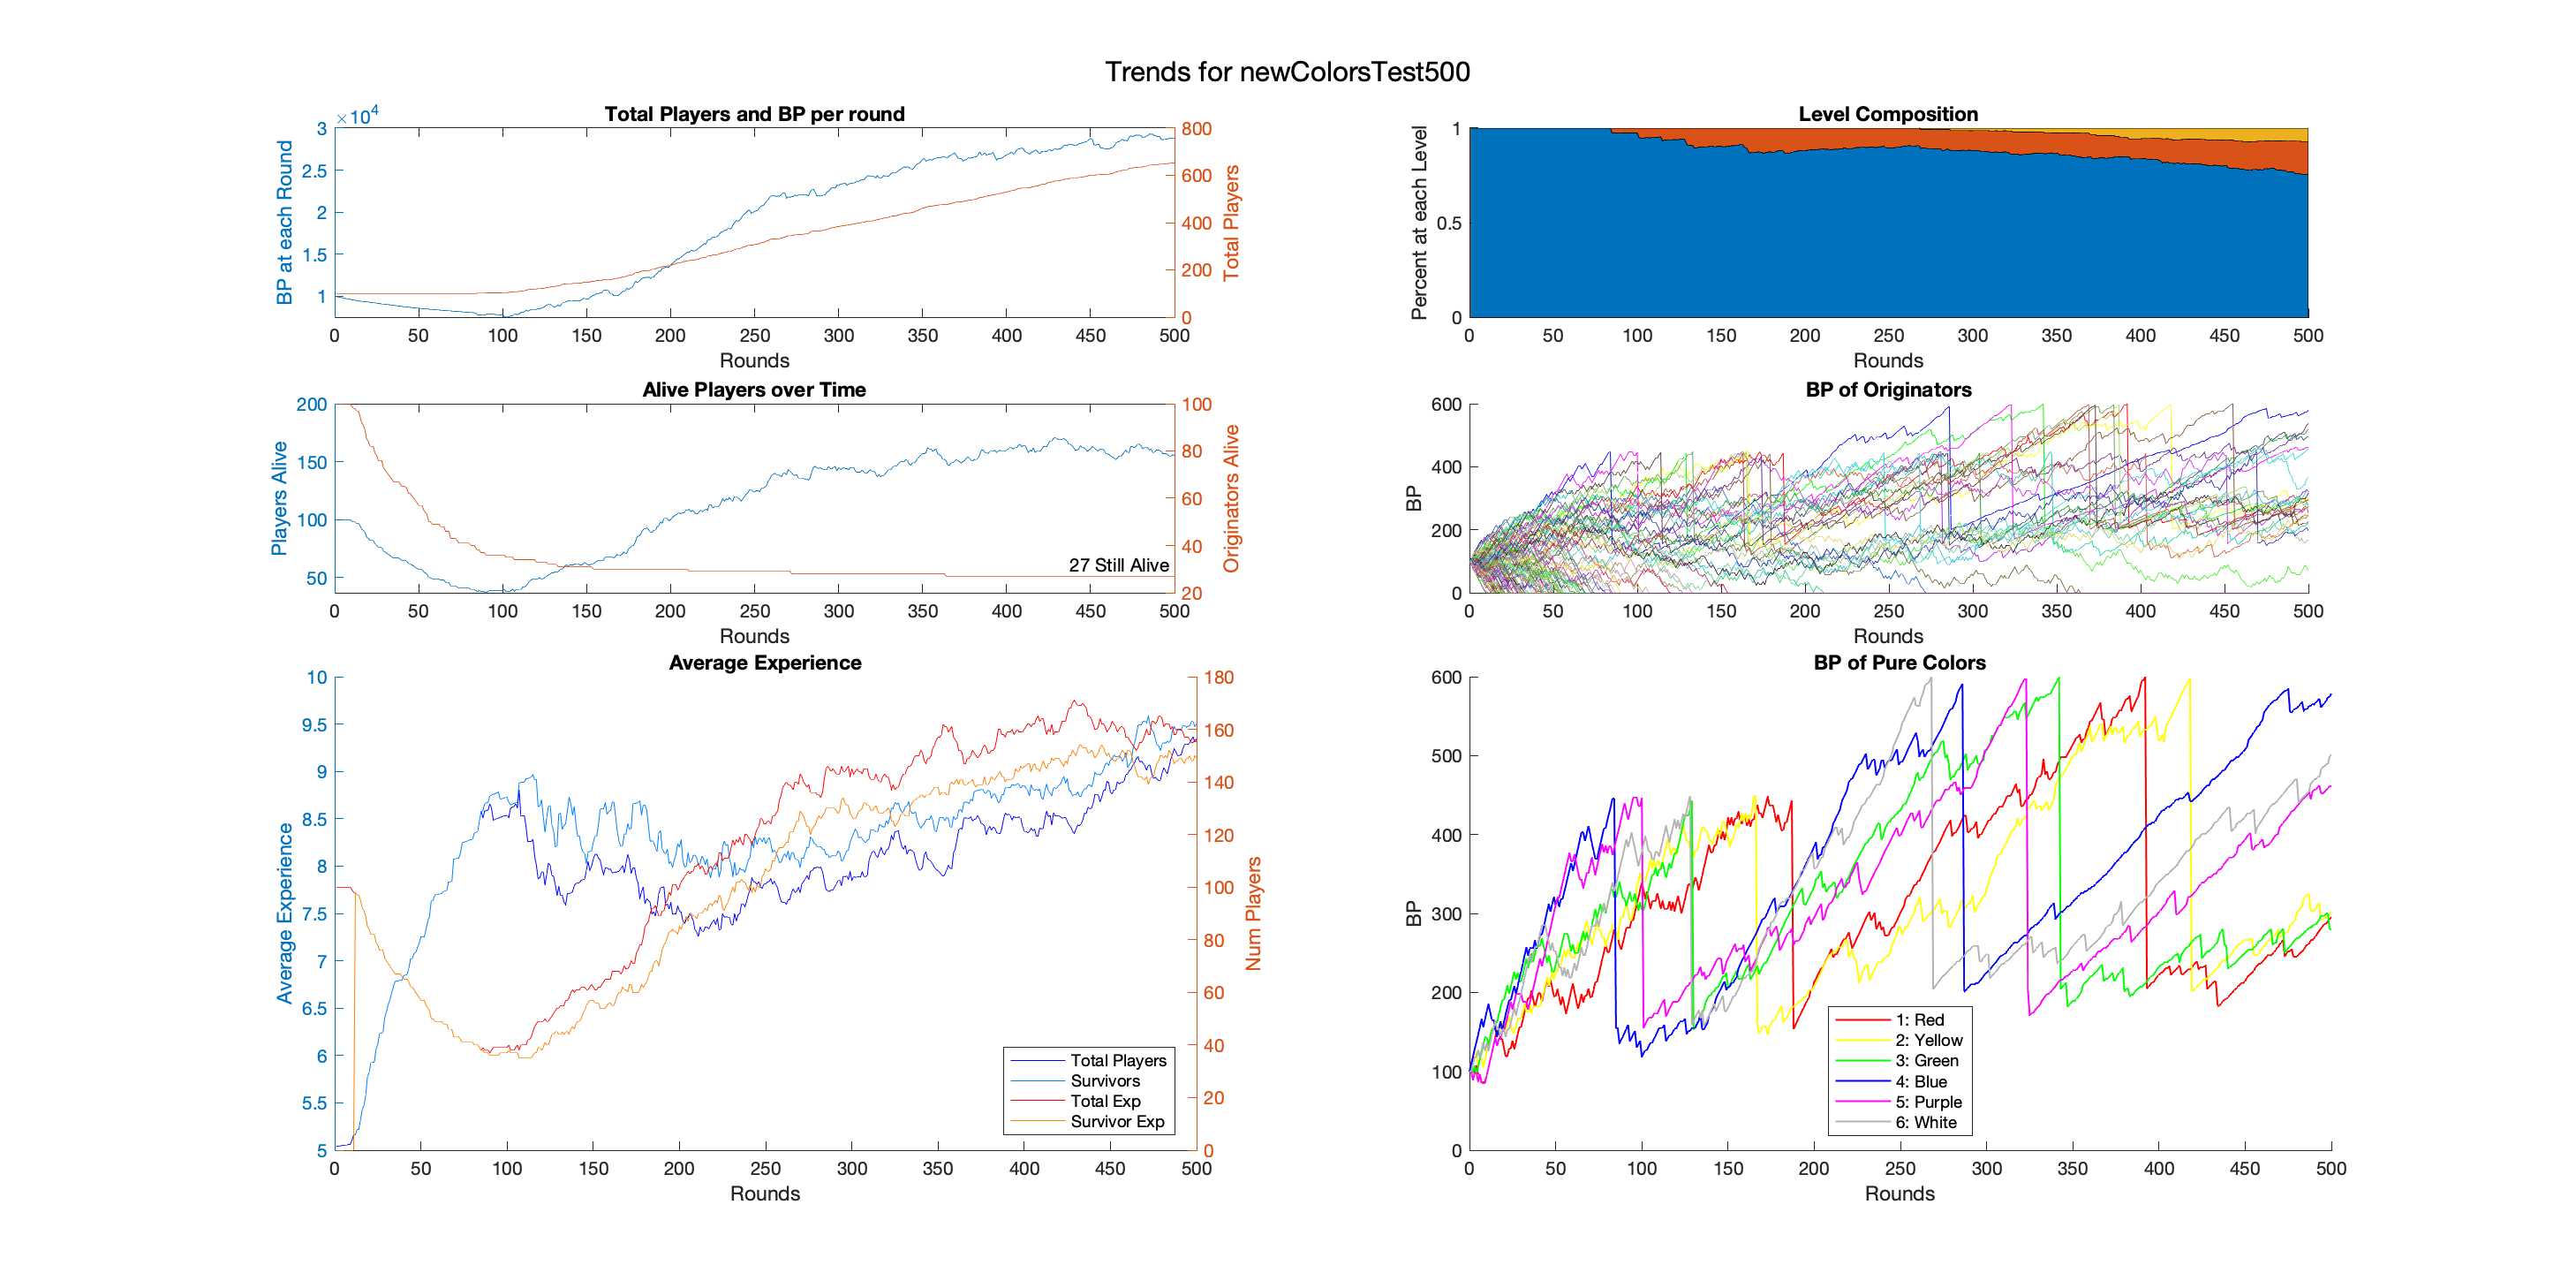 Trends for newColorsTest500
Total Players and BP per round
×10^4
3
2.5
2
1.5
1
BP at each Round
800
600
400
200
0
Total Players
0 50 100 150 200 250 300 350 400 450 500
Rounds
Level Composition
1
0.5
0
Percent at each Level
0 50 100 150 200 250 300 350 400 450 500
Rounds
Alive Players over Time
200
150
100
50
Players Alive
100
80
60
40
20
Originators Alive
27 Still Alive
0 50 100 150 200 250 300 350 400 450 500
Rounds
BP of Originators
600
400
200
0
BP
0 50 100 150 200 250 300 350 400 450 500
Rounds
Average Experience
10
9.5
9
8.5
8
7.5
7
6.5
6
5.5
5
Average Experience
180
160
140
120
100
80
60
40
20
0
Num Players
Total Players
Survivors
Total Exp
Survivor Exp
0 50 100 150 200 250 300 350 400 450 500
Rounds
BP of Pure Colors
600
500
400
300
200
100
0
BP
1: Red
2: Yellow
3: Green
4: Blue
5: Purple
6: White
0 50 100 150 200 250 300 350 400 450 500
Rounds